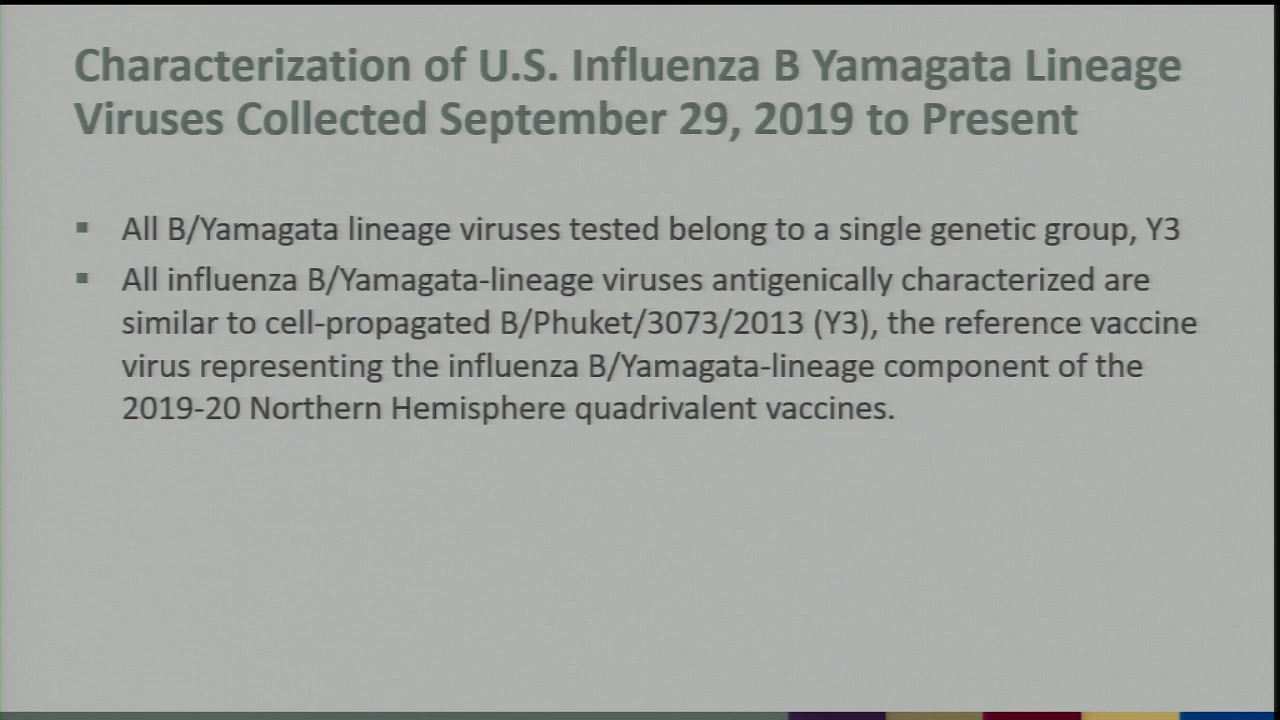 Characterization of U.S. Influenza B Yamagata Lineage
Viruses Collected September 29, 2019 to Present
▪ All B/Yamagata lineage viruses tested belong to a single genetic group, Y3
▪ All influenza B/Yamagata-lineage viruses antigenically characterized are
similar to cell-propagated B/Phuket/3073/2013 (Y3), the reference vaccine
virus representing the influenza B/Yamagata-lineage component of the
2019-20 Northern Hemisphere quadrivalent vaccines.